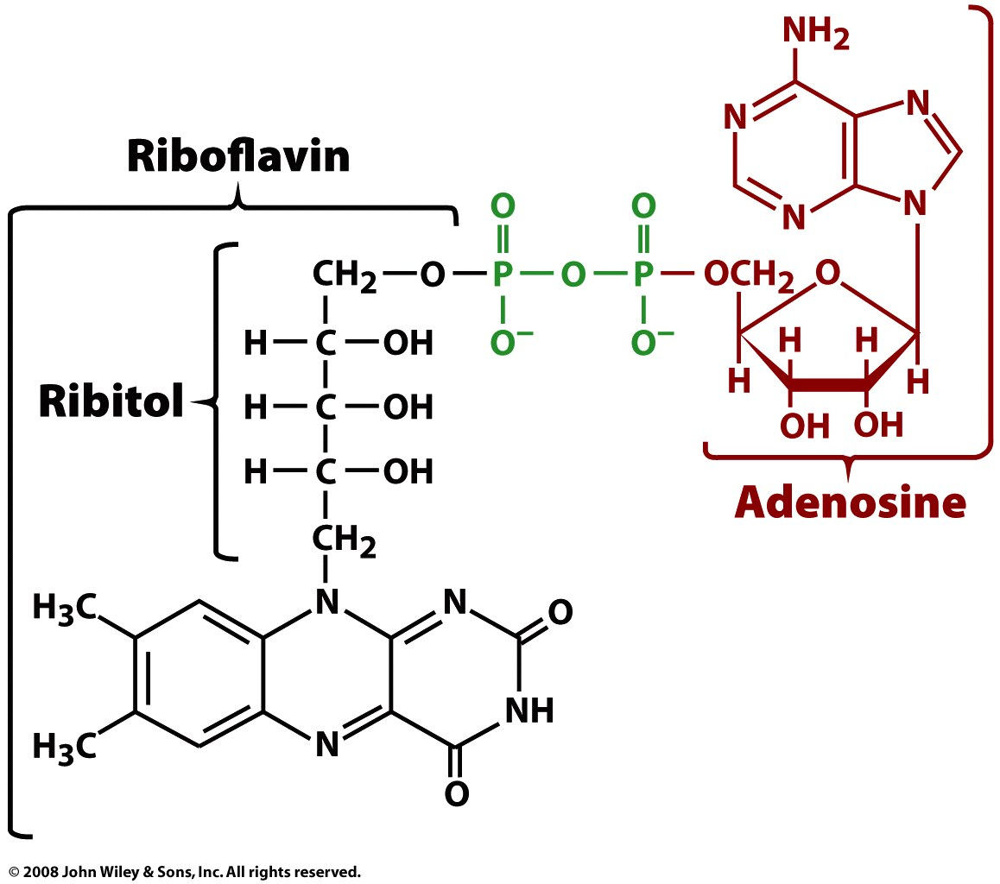 NH2
N
N
N
N
Riboflavin
O
O
CH2
O
P
O
P
OCH2
O
O−
O−
H
C
OH
H
H
H
H
Ribitol
H
C
OH
OH
OH
H
C
OH
Adenosine
CH2
H3C
N
N
O
NH
H3C
N
O
© 2008 John Wiley & Sons, Inc. All rights reserved.